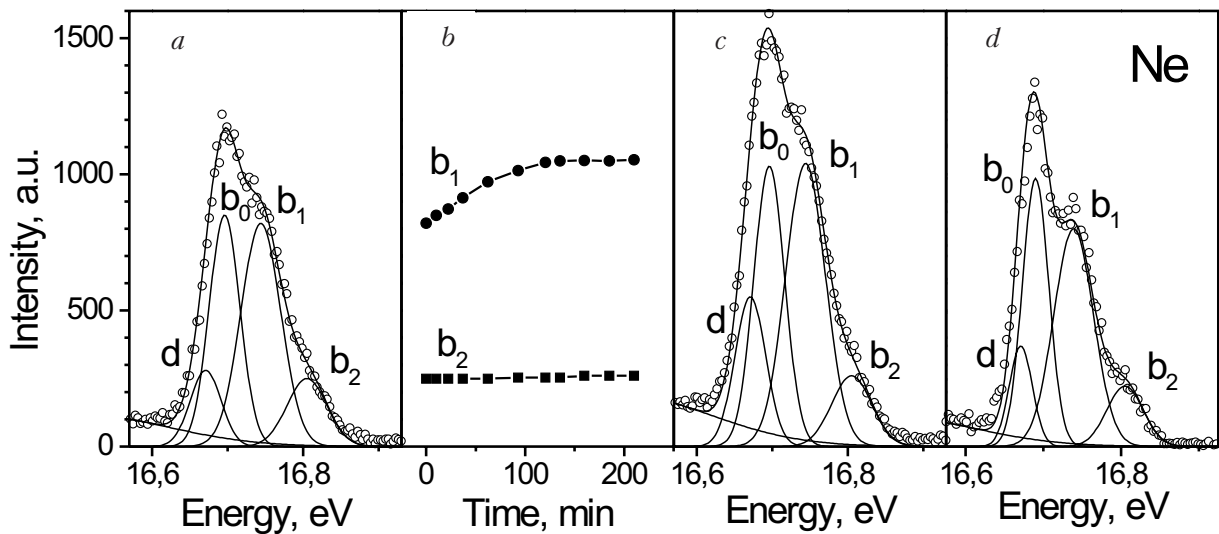 a
b
c
d
Ne
Intensity, a.u.
1500
1000
500
0
d
b0
b1
b2
b1
b2
d
b0
b1
b2
d
b0
b1
b2
16,6 16,8 0 100 200 16,6 16,8 16,6 16,8
Energy, eV Time, min Energy, eV Energy, eV